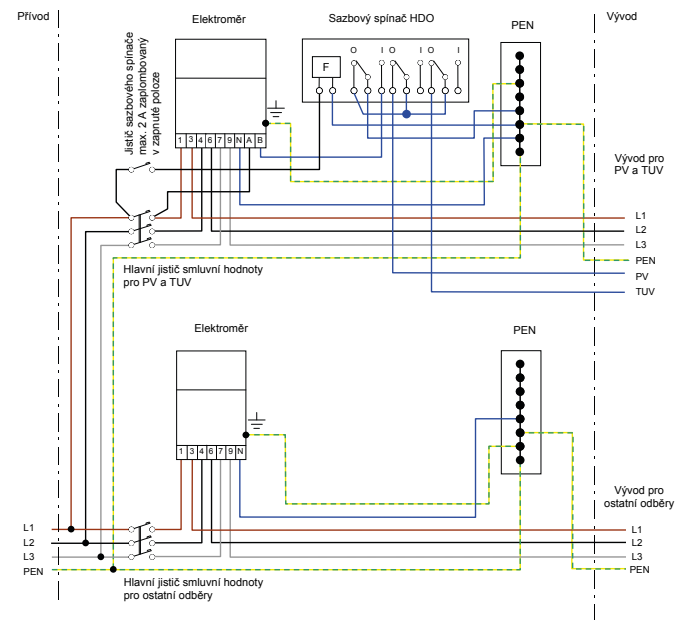 Přívod
Elektroměr
Sazbový spínač HDO
PEN
Vývod
Jistič sazbového spínače
max. 2 A zaplombovaný
v zapnuté poloze
F
O I O I O I
1 3 4 6 7 9 N A B
Vývod pro
PV a TUV
L1
L2
L3
PEN
PV
TUV
Hlavní jistič smluvní hodnoty
pro PV a TUV
Elektroměr
PEN
1 3 4 6 7 9 N
Vývod pro
ostatní odběry
L1
L2
L3
PEN
L1
L2
L3
PEN
Hlavní jistič smluvní hodnoty
pro ostatní odběry